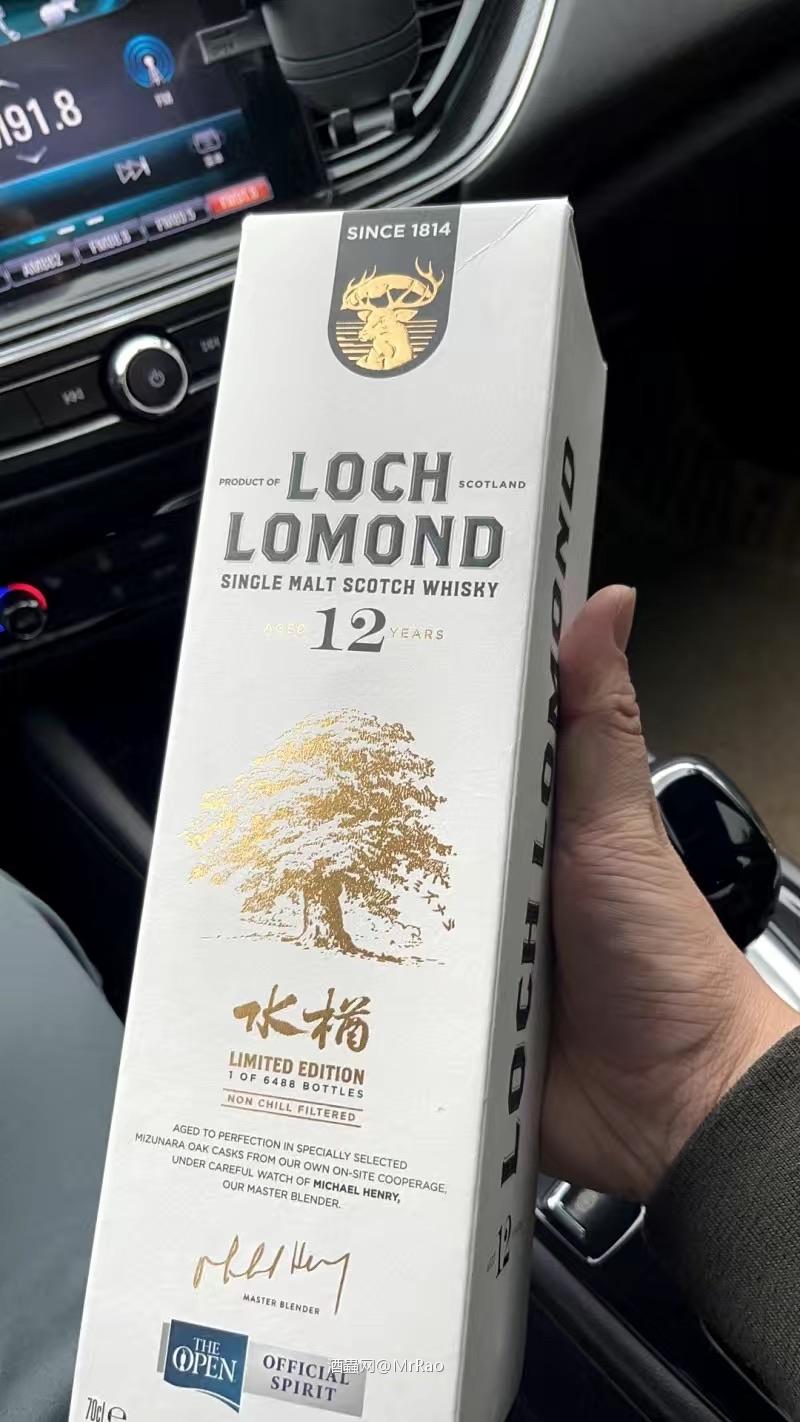 91.8
FM
SINCE 1814
PRODUCT OF LOCH SCOTLAND
LOMOND
SINGLE MALT SCOTCH WHISKY
AGED 12 YEARS
水楢
LIMITED EDITION
1 OF 6488 BOTTLES
NON CHILL FILTERED
AGED TO PERFECTION IN SPECIALLY SELECTED
MIZUNARA OAK CASKS FROM OUR OWN ON-SITE COOPERAGE,
UNDER CAREFUL WATCH OF MICHAEL HENRY,
OUR MASTER BLENDER.
MASTER BLENDER
THE OPEN
OFFICIAL SPIRIT
70cl e
LOCH LOMOND
12
酒蠹网@MrRao